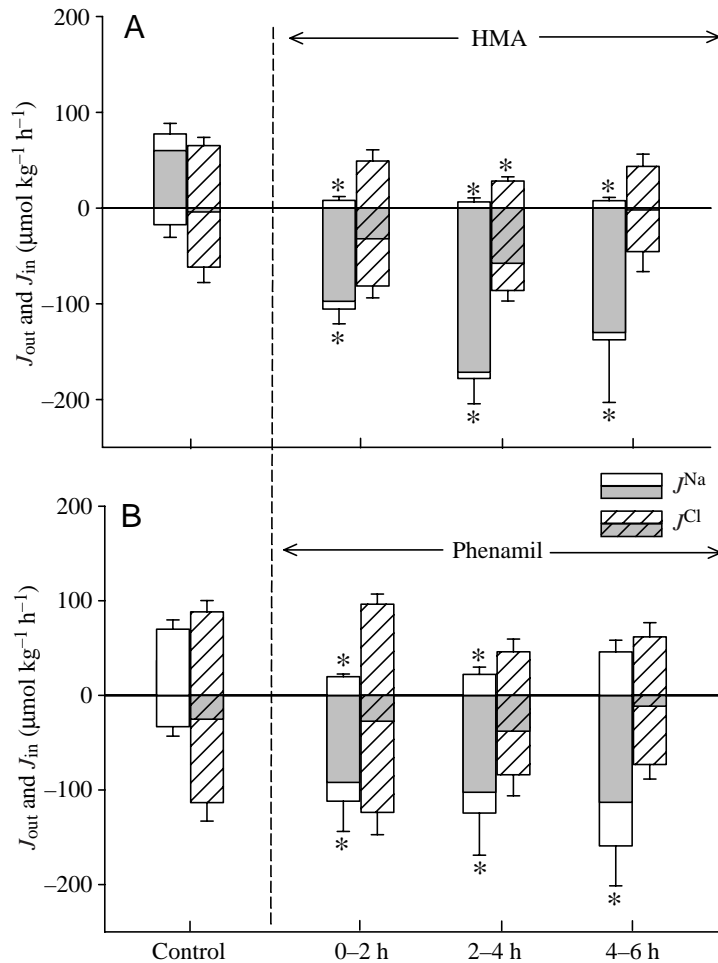 A
HMA
200
100
0
−100
−200
J_out and J_in (µmol kg⁻¹ h⁻¹)
*
*
*
*
*
*
*
J^Na
J^Cl
B
Phenamil
200
100
0
−100
−200
J_out and J_in (µmol kg⁻¹ h⁻¹)
*
*
*
*
*
Control
0–2 h
2–4 h
4–6 h